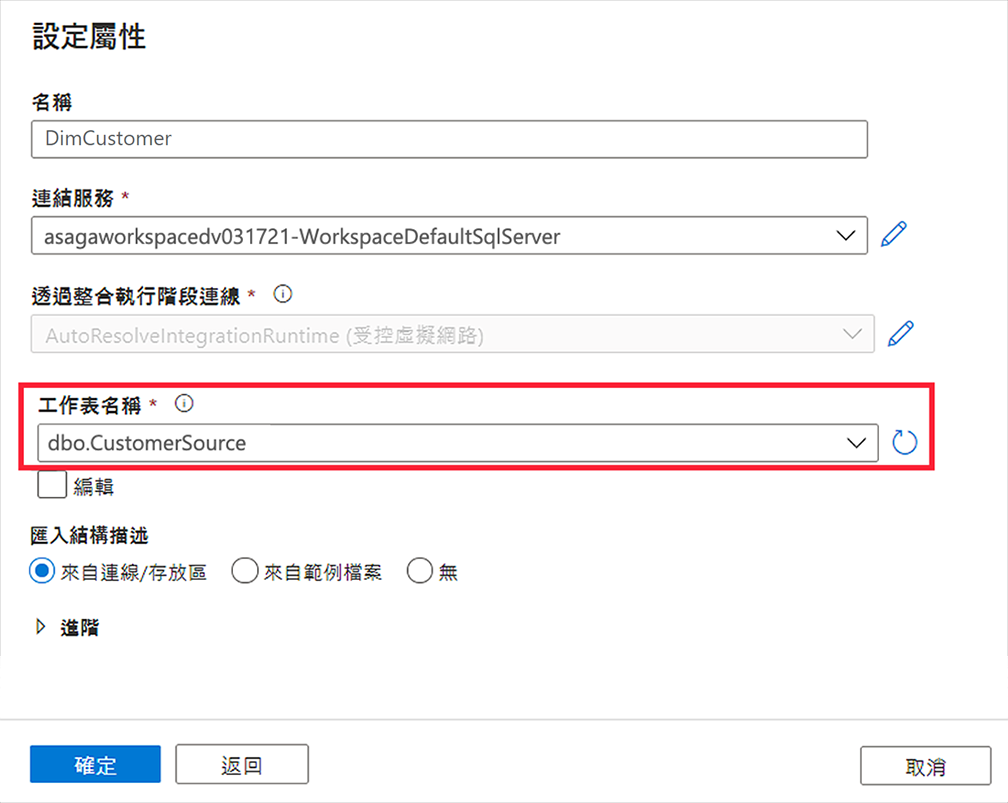 設定屬性
名稱
DimCustomer
連結服務 *
asagaworkspacedv031721-WorkspaceDefaultSqlServer
透過整合執行階段連線 *
AutoResolveIntegrationRuntime (受控虛擬網路)
工作表名稱 *
dbo.CustomerSource
編輯
匯入結構描述
來自連線/存放區 來自範例檔案 無
進階
確定 返回 取消